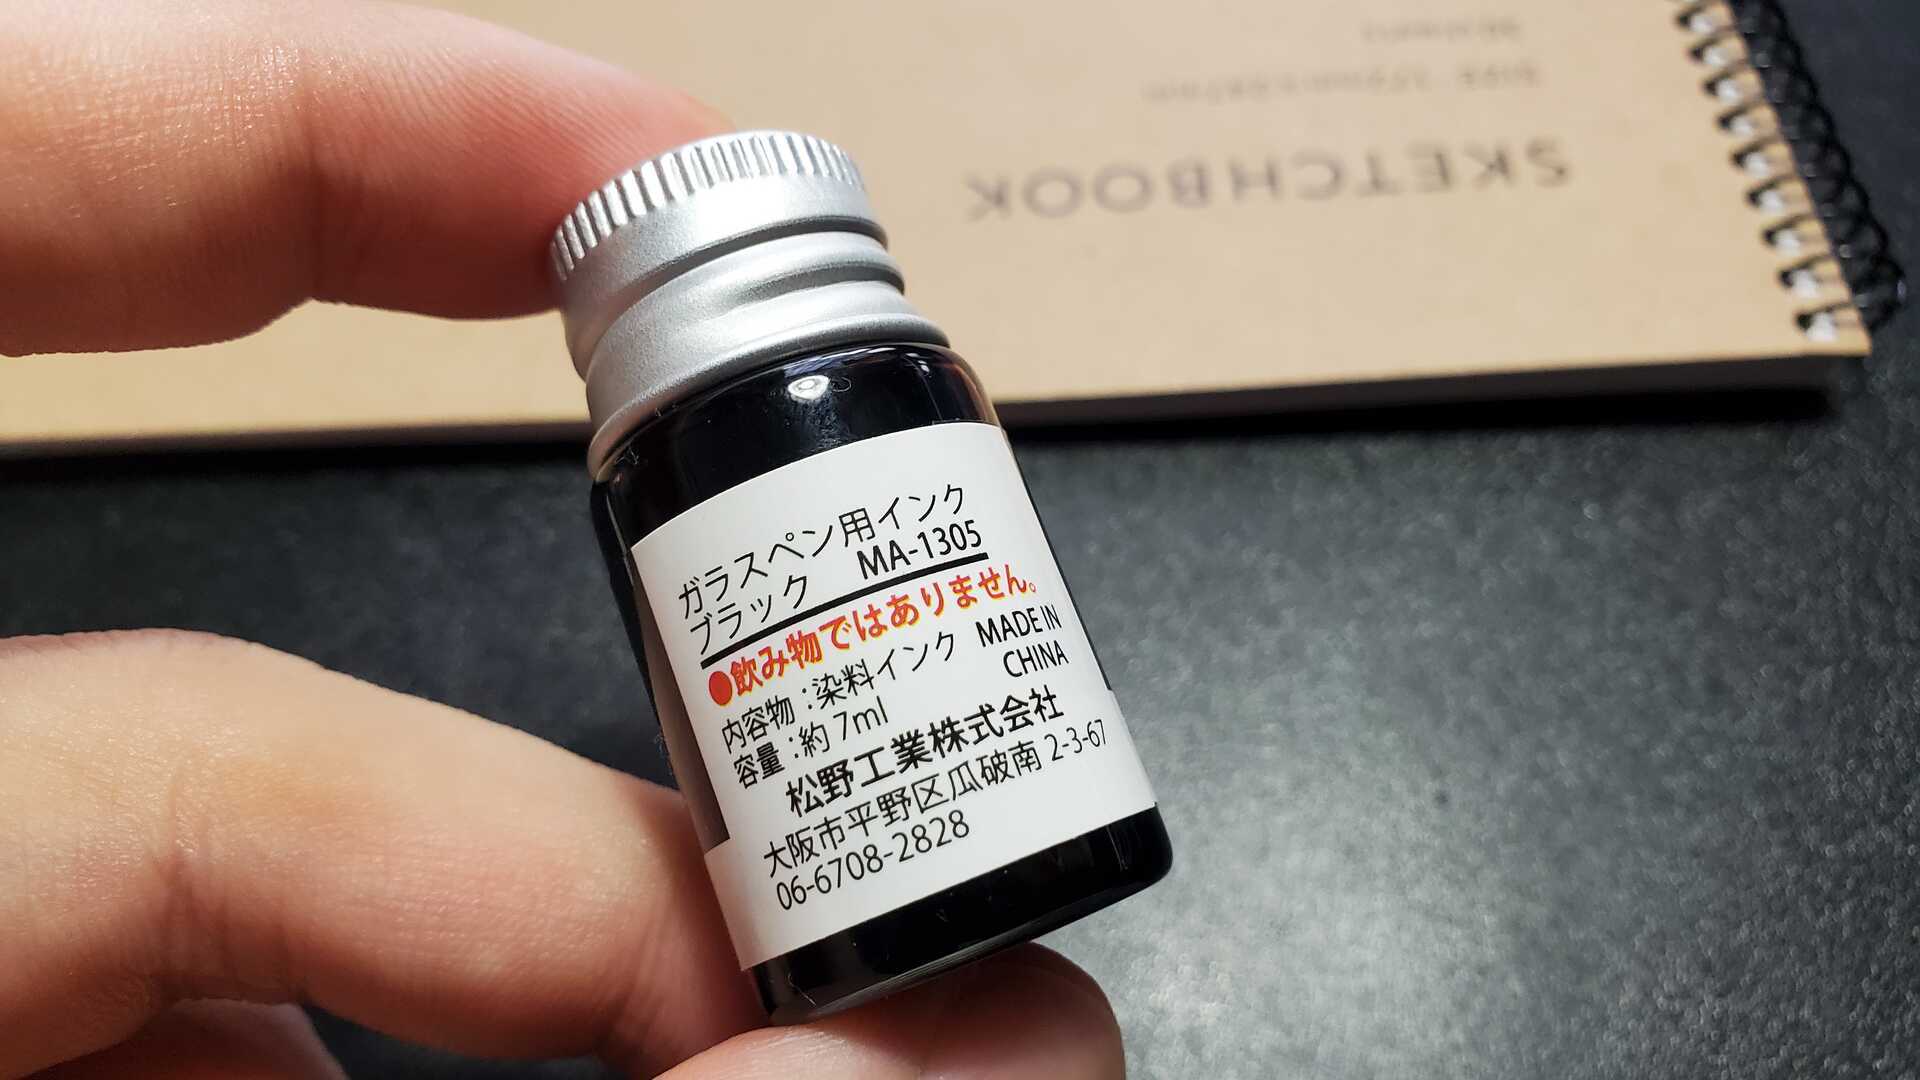 ガラスペン用インク
ブラック MA-1305
●飲み物ではありません。
内容物:染料インク MADE IN
CHINA
容量:約7ml
松野工業株式会社
大阪市平野区瓜破南 2-3-67
06-6708-2828
SKETCHBOOK